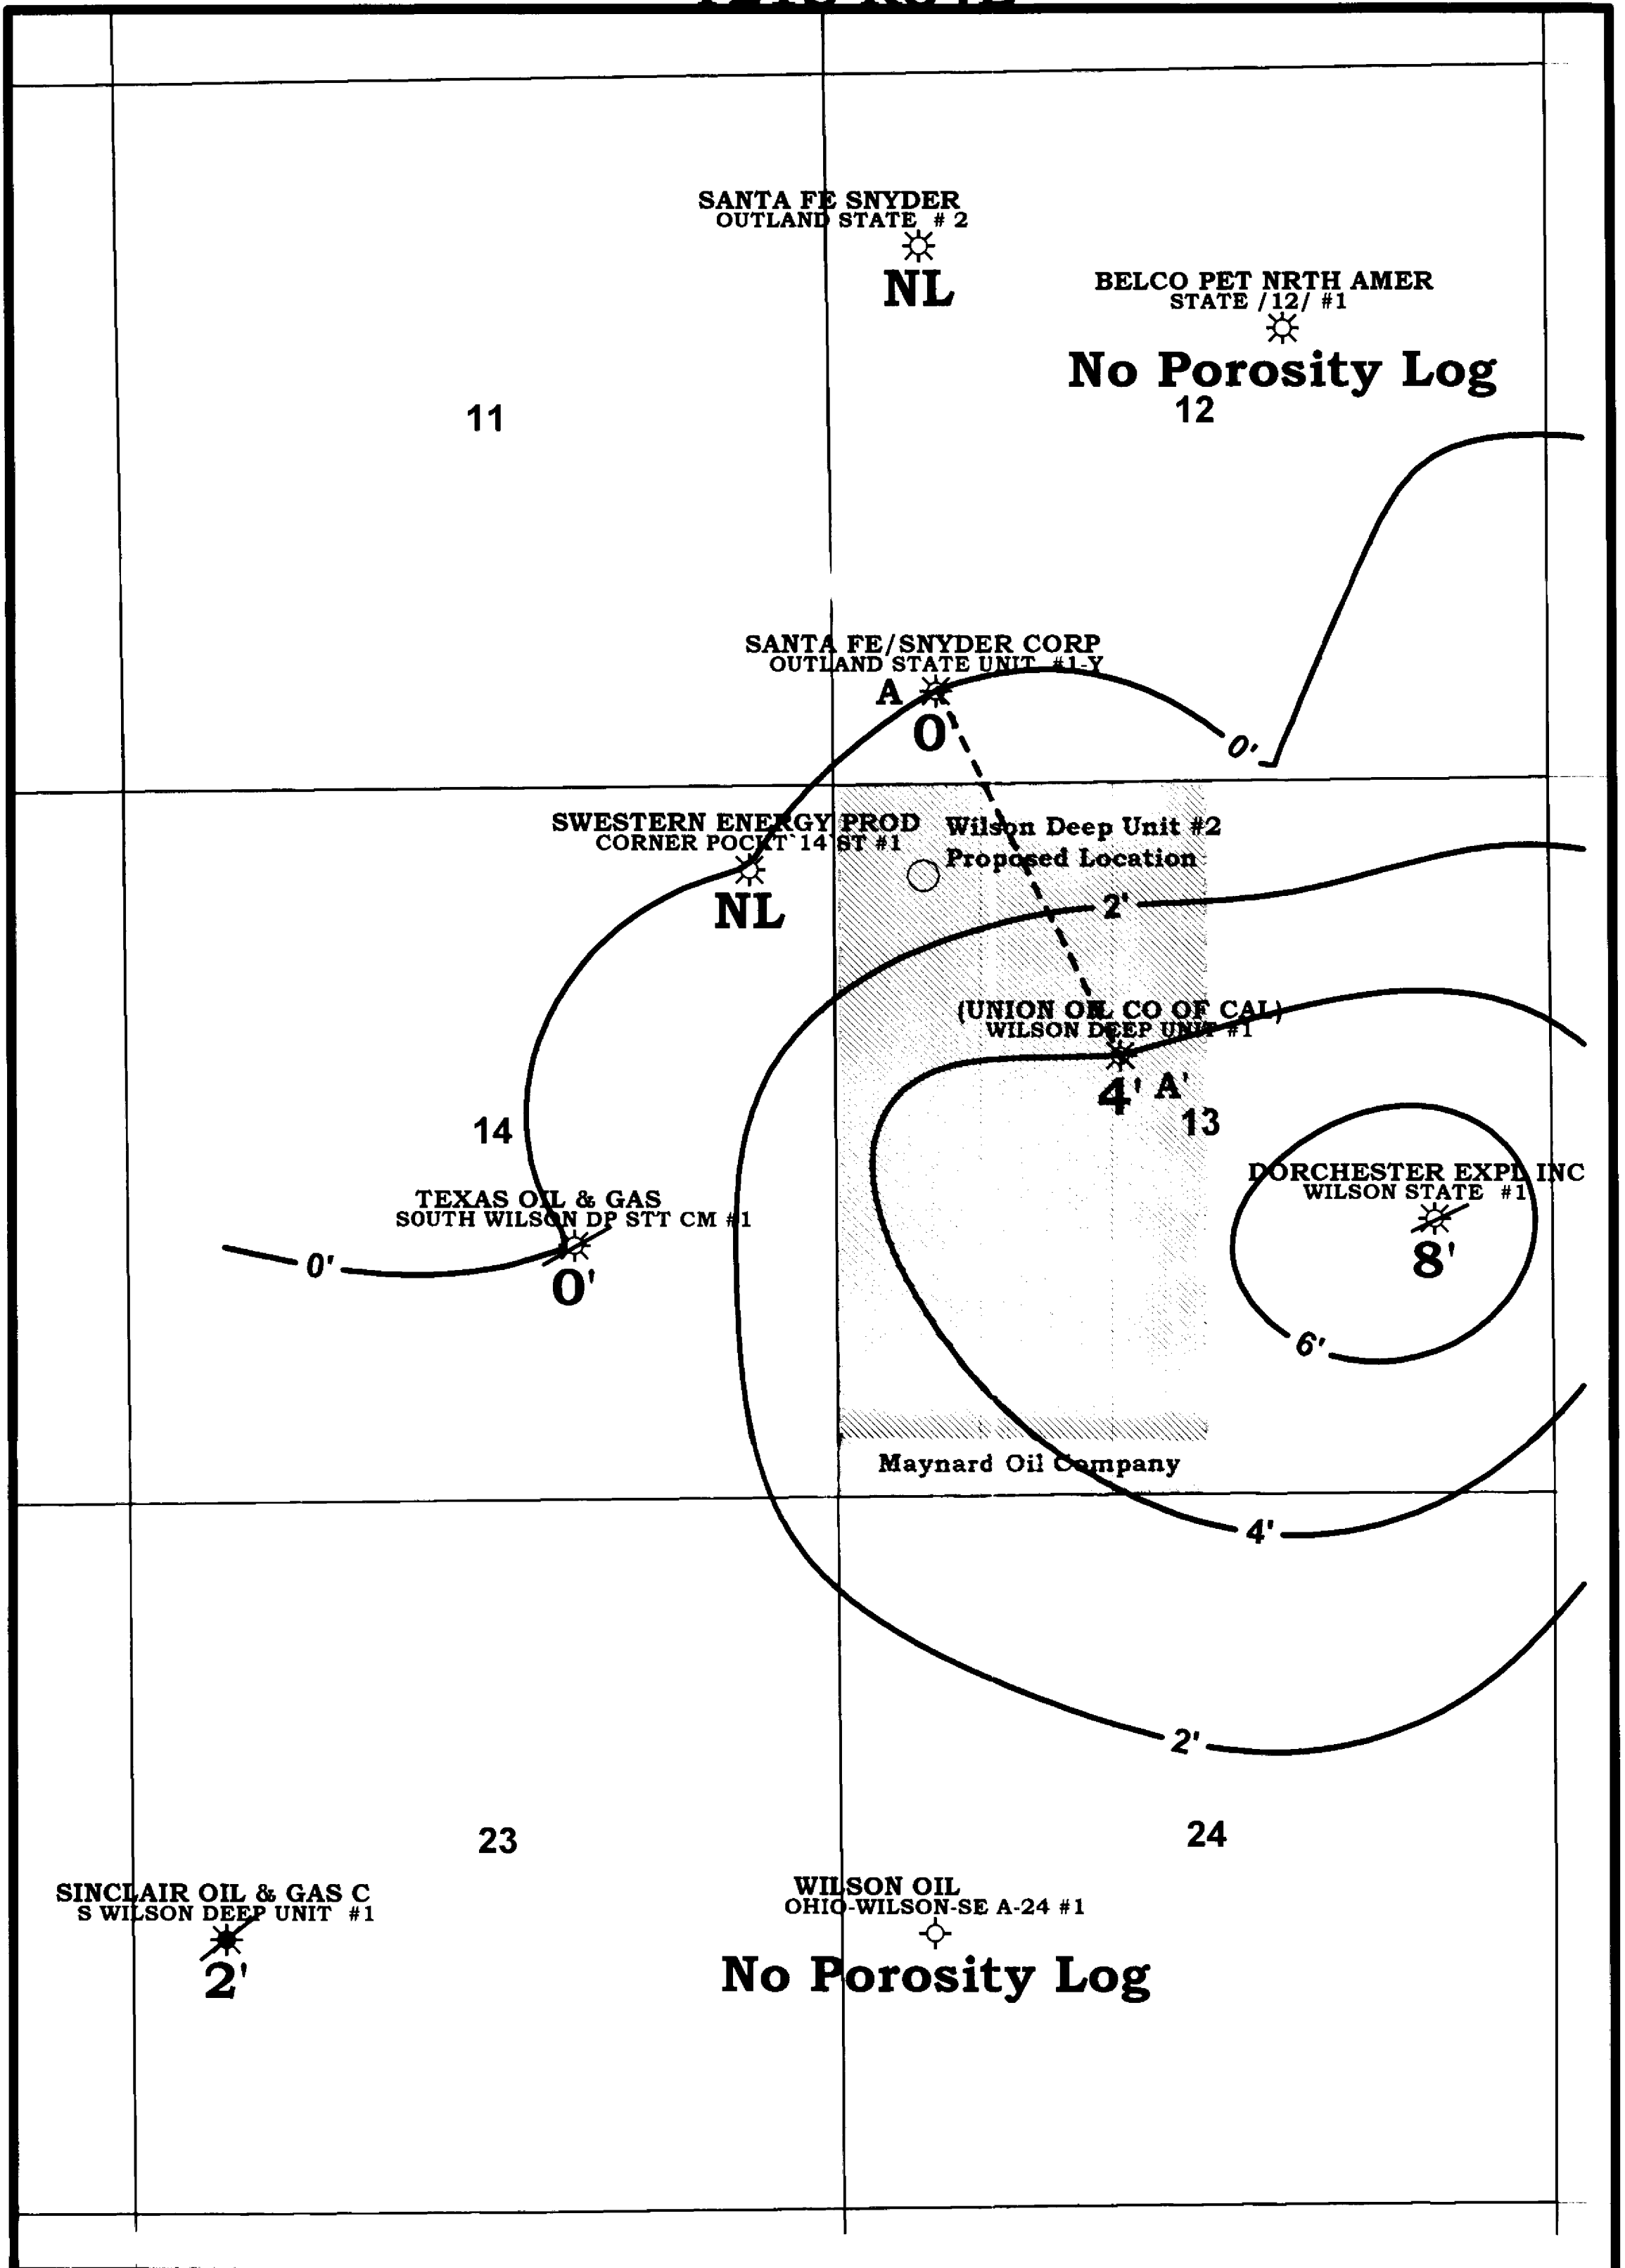 SANTA FE SNYDER
OUTLAND STATE # 2
NL
BELCO PET NRTH AMER
STATE /12/ #1
No Porosity Log
11
12
SANTA FE/SNYDER CORP
OUTLAND STATE UNIT #1-Y
A
0'
0'
SWESTERN ENERGY PROD
CORNER POCKT`14`ST #1
NL
Wilson Deep Unit #2
Proposed Location
2'
(UNION OIL CO OF CAL)
WILSON DEEP UNIT #1
4' A'
13
14
DORCHESTER EXPL INC
WILSON STATE #1
8'
TEXAS OIL & GAS
SOUTH WILSON DP STT CM #1
0'
0'
6'
Maynard Oil Company
4'
2'
23
24
SINCLAIR OIL & GAS C
S WILSON DEEP UNIT #1
2'
WILSON OIL
OHIO-WILSON-SE A-24 #1
No Porosity Log